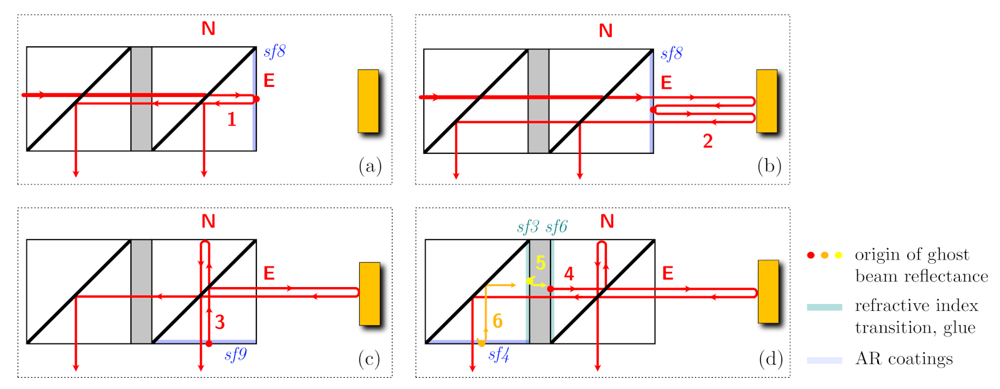 N
sf8
E
1
(a)
N
sf8
E
2
(b)
N
E
3
sf9
(c)
sf3 sf6
N
5
4
E
6
sf4
(d)
origin of ghost
beam reflectance
refractive index
transition, glue
AR coatings